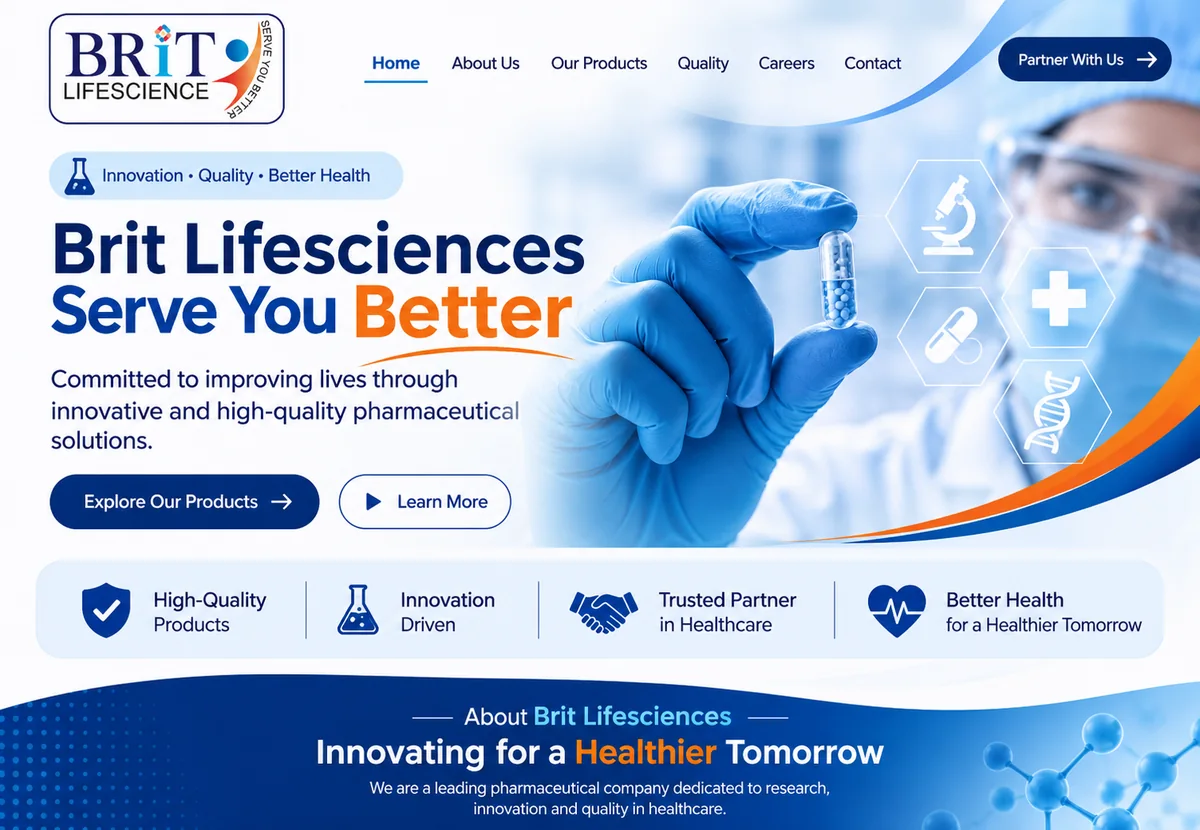 BRiT
LIFESCIENCE
SERVE YOU BETTER
Home
About Us
Our Products
Quality
Careers
Contact
Partner With Us
Innovation • Quality • Better Health
Brit Lifesciences
Serve You Better
Committed to improving lives through
innovative and high-quality pharmaceutical
solutions.
Explore Our Products
Learn More
High-Quality
Products
Innovation
Driven
Trusted Partner
in Healthcare
Better Health
for a Healthier Tomorrow
About Brit Lifesciences
Innovating for a Healthier Tomorrow
We are a leading pharmaceutical company dedicated to research,
innovation and quality in healthcare.